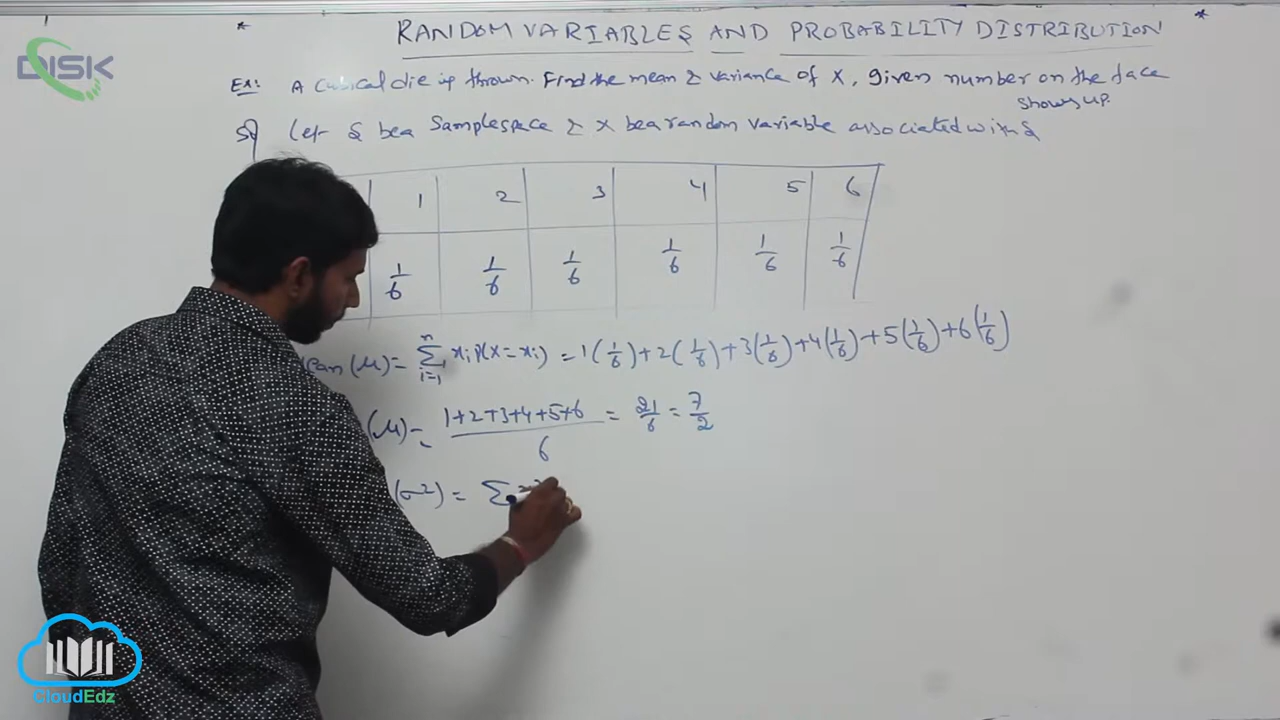 * RANDOM VARIABLES AND PROBABILITY DISTRIBUTION *
DISK
Ex: A cubical die is thrown. Find the mean & variance of X, given number on the face
shows up.
Sol Let S be a Sample space & X be a random variable associated with S
1 2 3 4 5 6
1/6 1/6 1/6 1/6 1/6 1/6
ean (μ) = Σ_{i=1}^{n} xi P(X = xi) = 1(1/6) + 2(1/6) + 3(1/6) + 4(1/6) + 5(1/6) + 6(1/6)
(μ) = (1+2+3+4+5+6)/6 = 21/6 = 7/2
(σ²) = Σ
CloudEdz